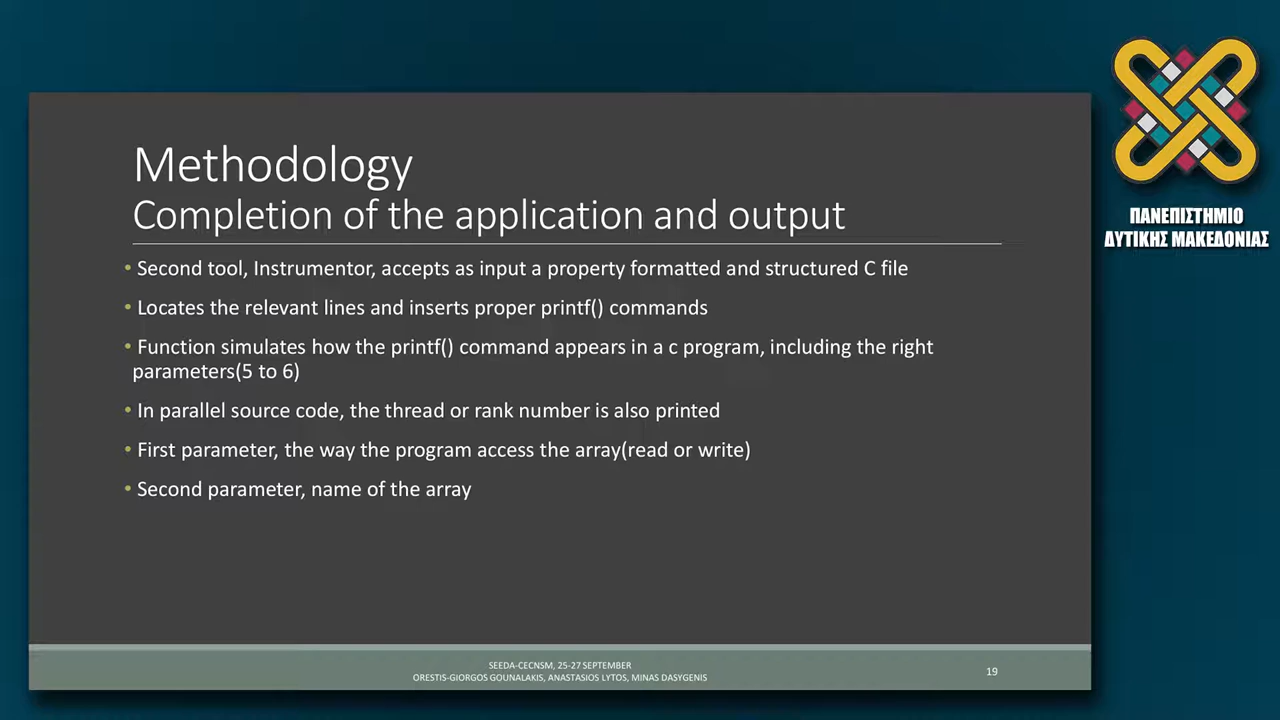 Methodology
Completion of the application and output
• Second tool, Instrumentor, accepts as input a property formatted and structured C file
• Locates the relevant lines and inserts proper printf() commands
• Function simulates how the printf() command appears in a c program, including the right
parameters(5 to 6)
• In parallel source code, the thread or rank number is also printed
• First parameter, the way the program access the array(read or write)
• Second parameter, name of the array
SEEDA-CECNSM, 25-27 SEPTEMBER
ORESTIS-GIORGOS GOUNALAKIS, ANASTASIOS LYTOS, MINAS DASYGENIS
19
ΠΑΝΕΠΙΣΤΗΜΙΟ
ΔΥΤΙΚΗΣ ΜΑΚΕΔΟΝΙΑΣ